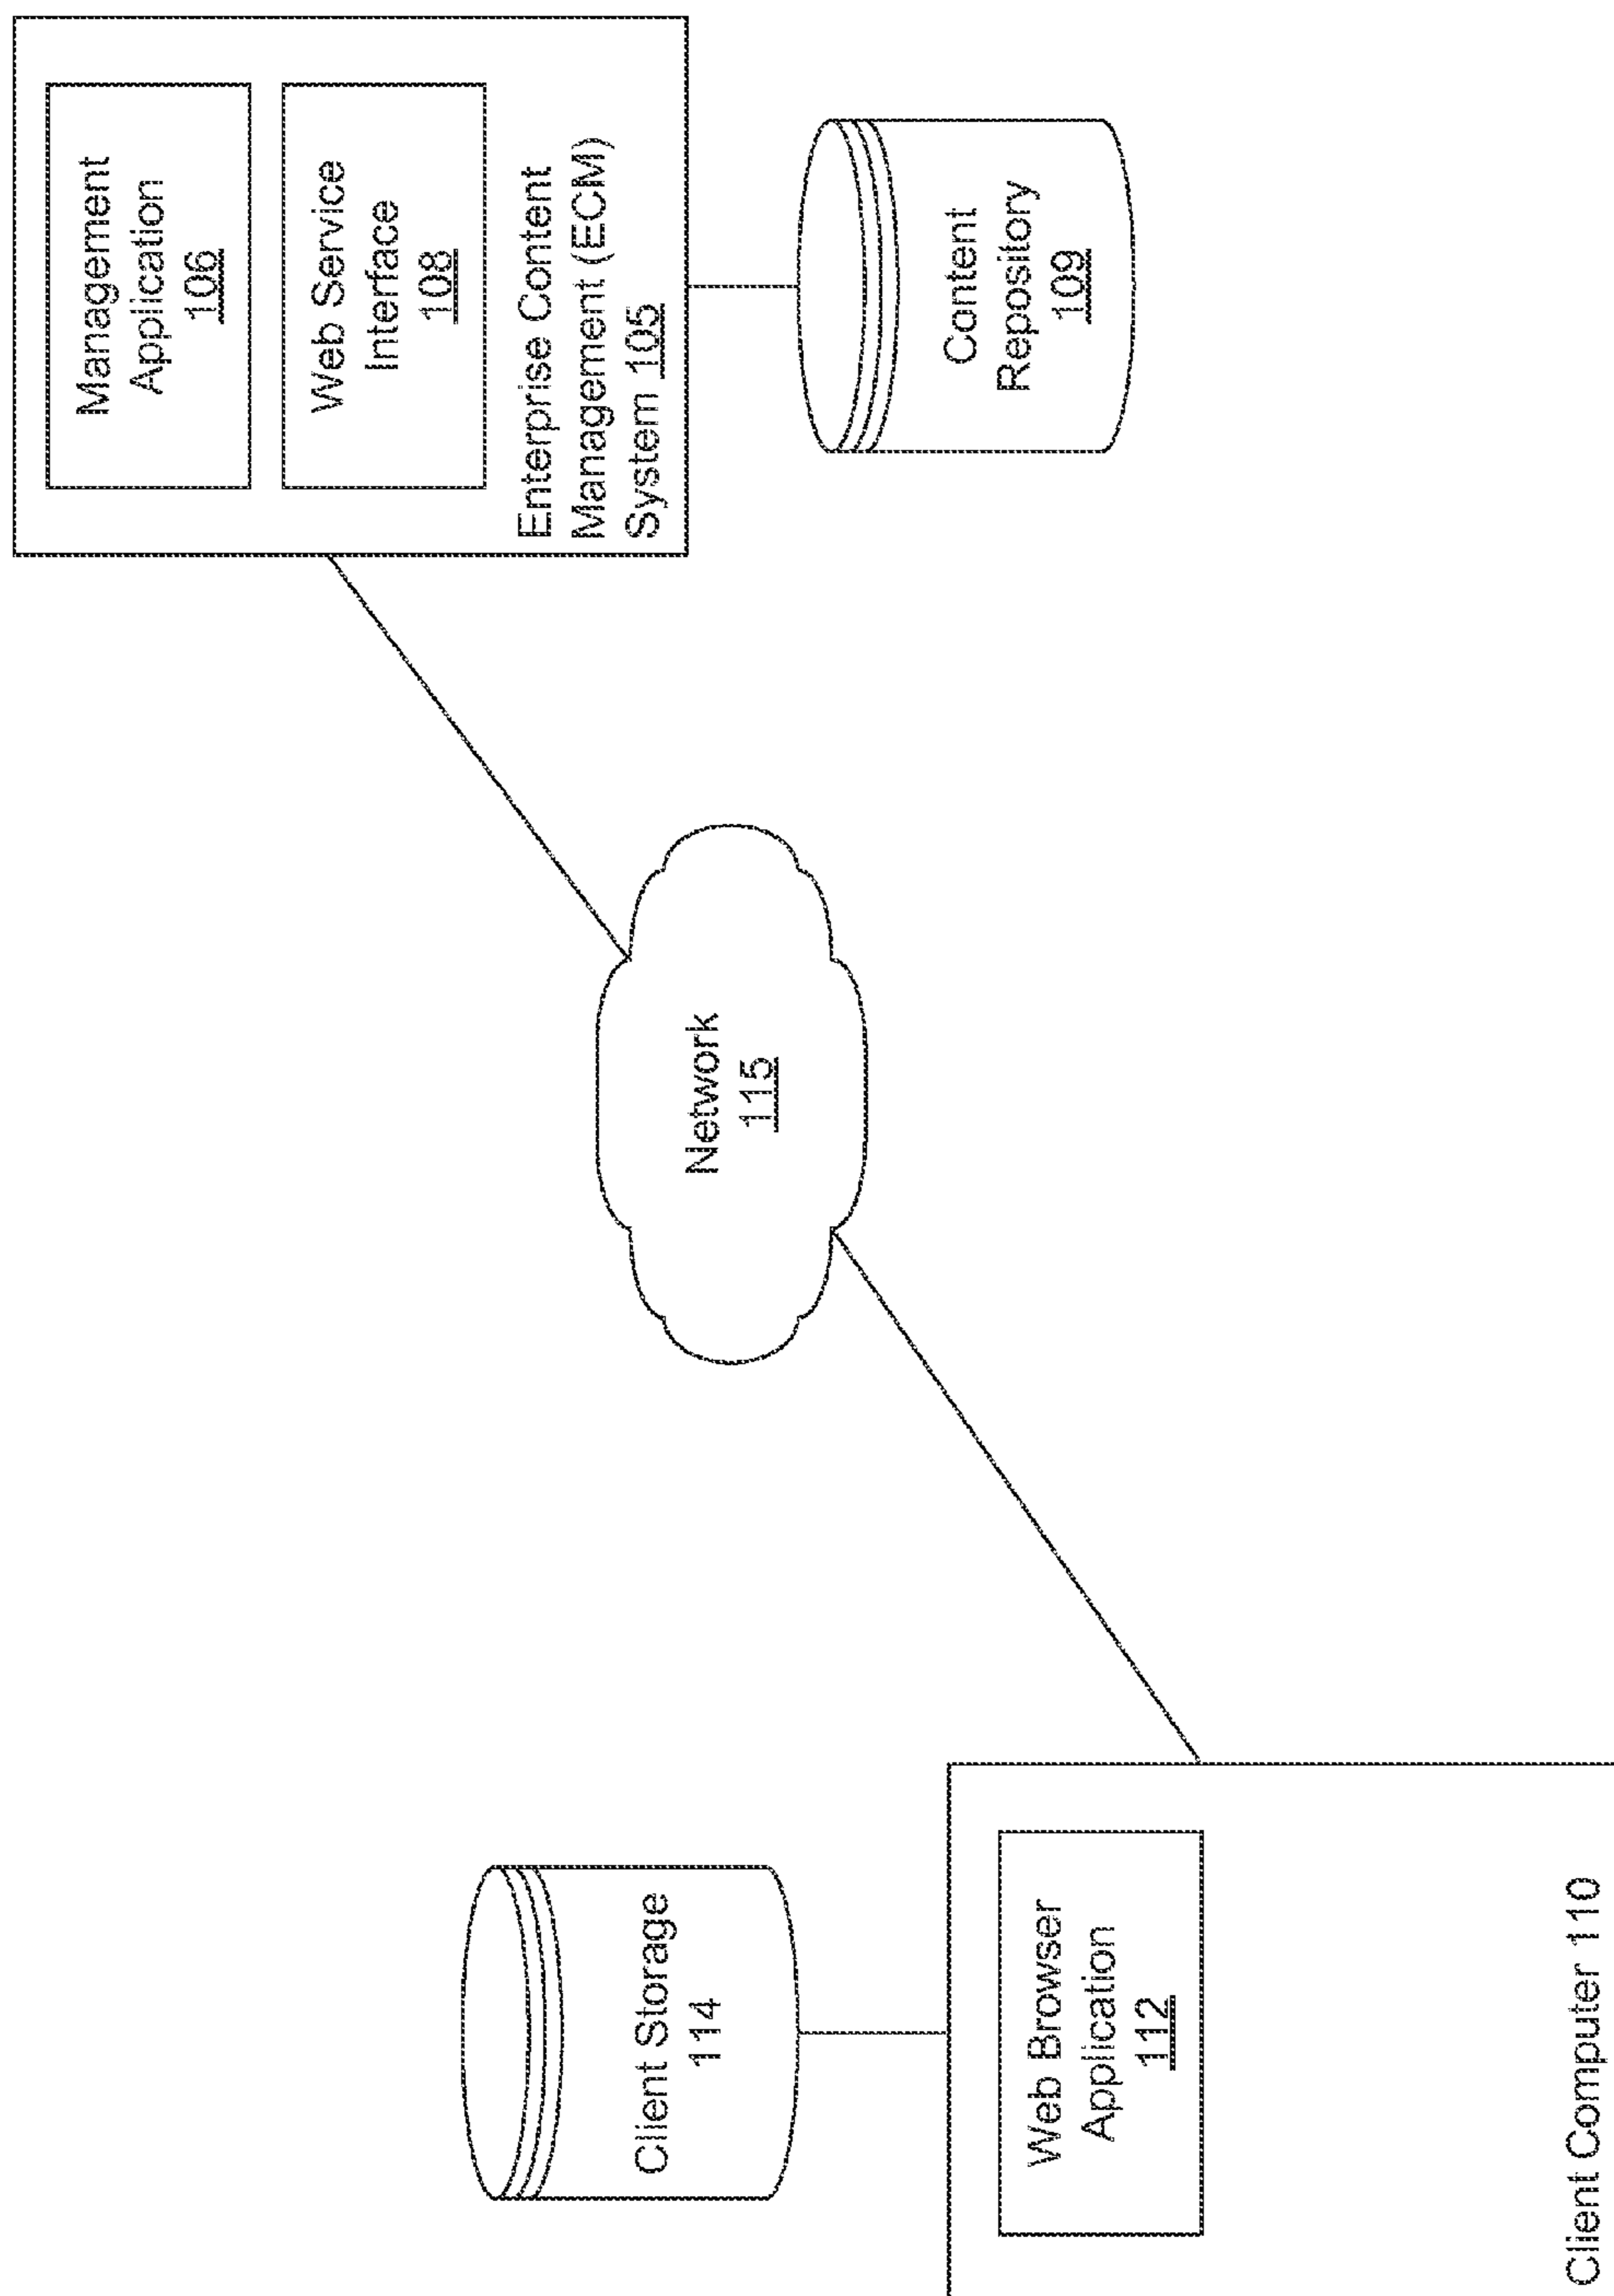 Client Storage
114
Web Browser
Application
112
Client Computer 110
Network
115
Management
Application
106
Web Service
Interface
108
Enterprise Content
Management (ECM)
System 105
Content
Repository
109